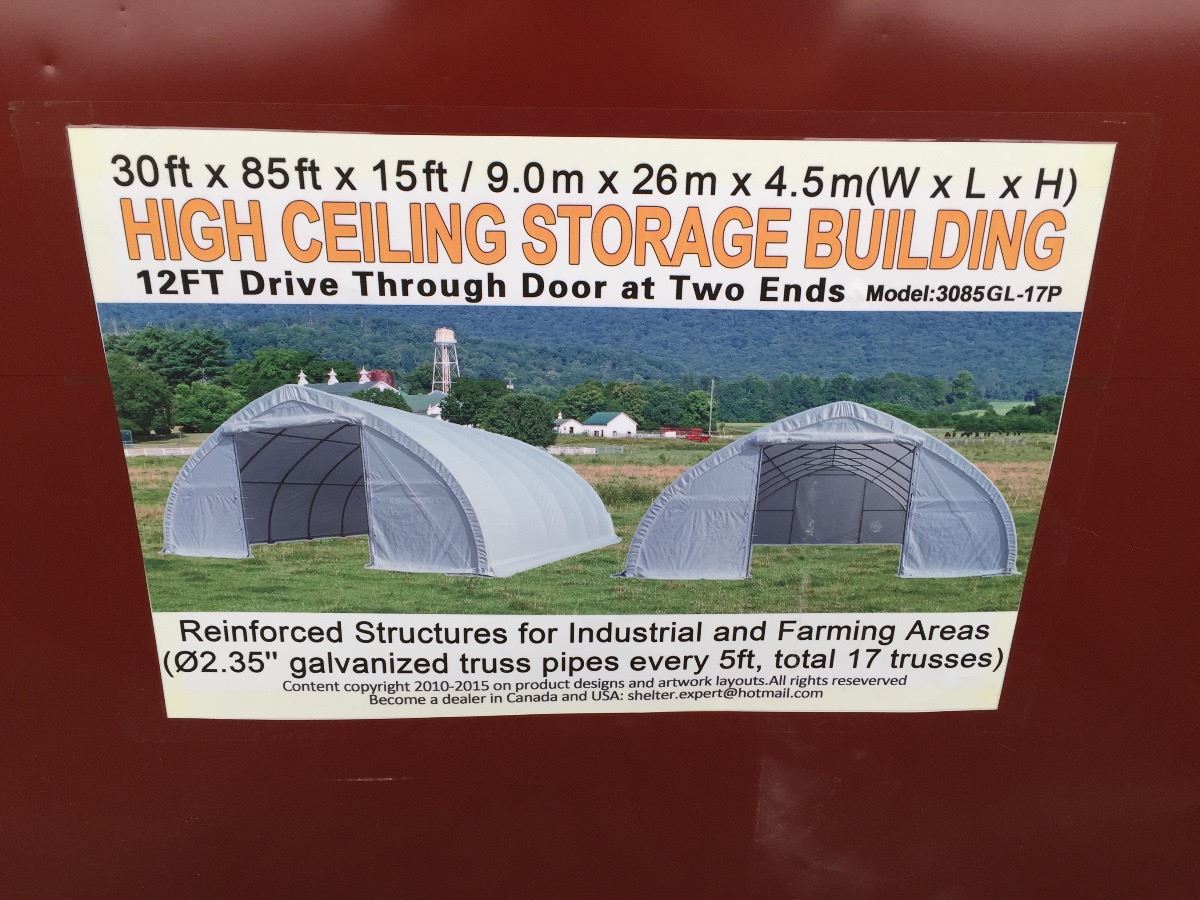 30ft x 85ft x 15ft / 9.0m x 26m x 4.5m(W x L x H)
HIGH CEILING STORAGE BUILDING
12FT Drive Through Door at Two Ends Model:3085GL-17P
Reinforced Structures for Industrial and Farming Areas
(Ø2.35" galvanized truss pipes every 5ft, total 17 trusses)
Content copyright 2010-2015 on product designs and artwork layouts.All rights reseverved
Become a dealer in Canada and USA: shelter.expert@hotmail.com